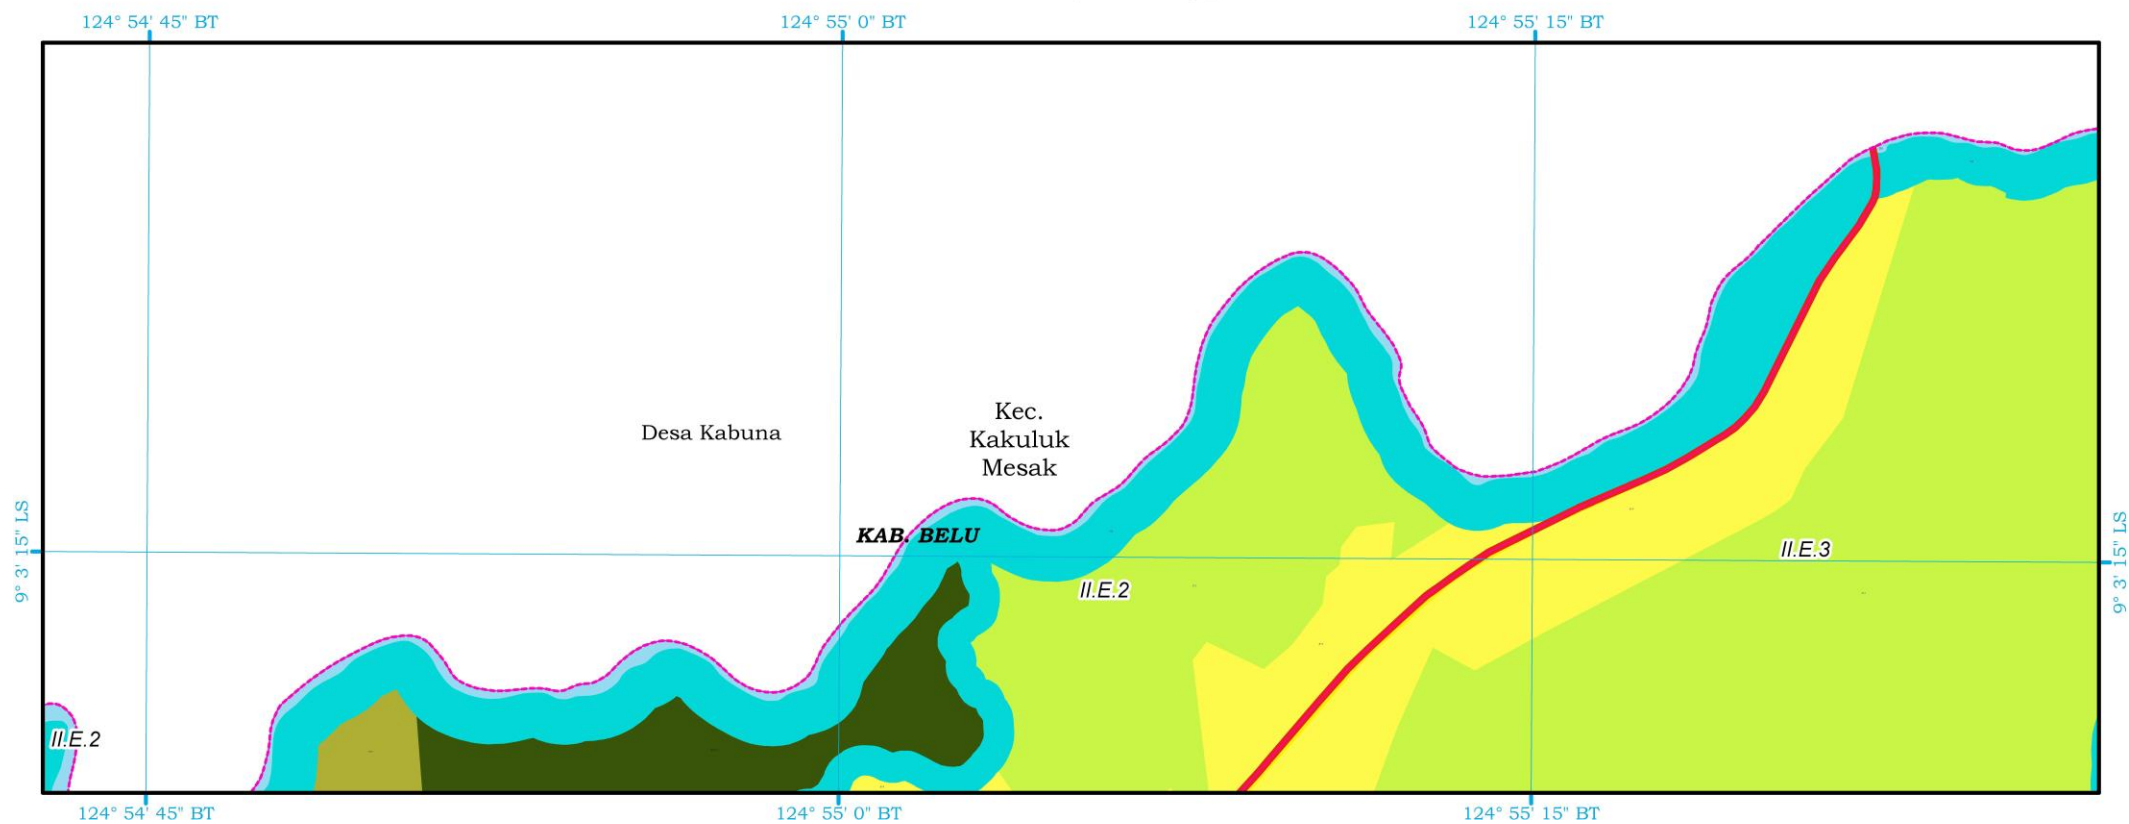 124° 54' 45" BT
124° 55' 0" BT
124° 55' 15" BT
Desa Kabuna
Kec.
Kakuluk
Mesak
9° 3' 15" LS
9° 3' 15" LS
KAB. BELU
II.E.3
II.E.2
II.E.2
124° 54' 45" BT
124° 55' 0" BT
124° 55' 15" BT